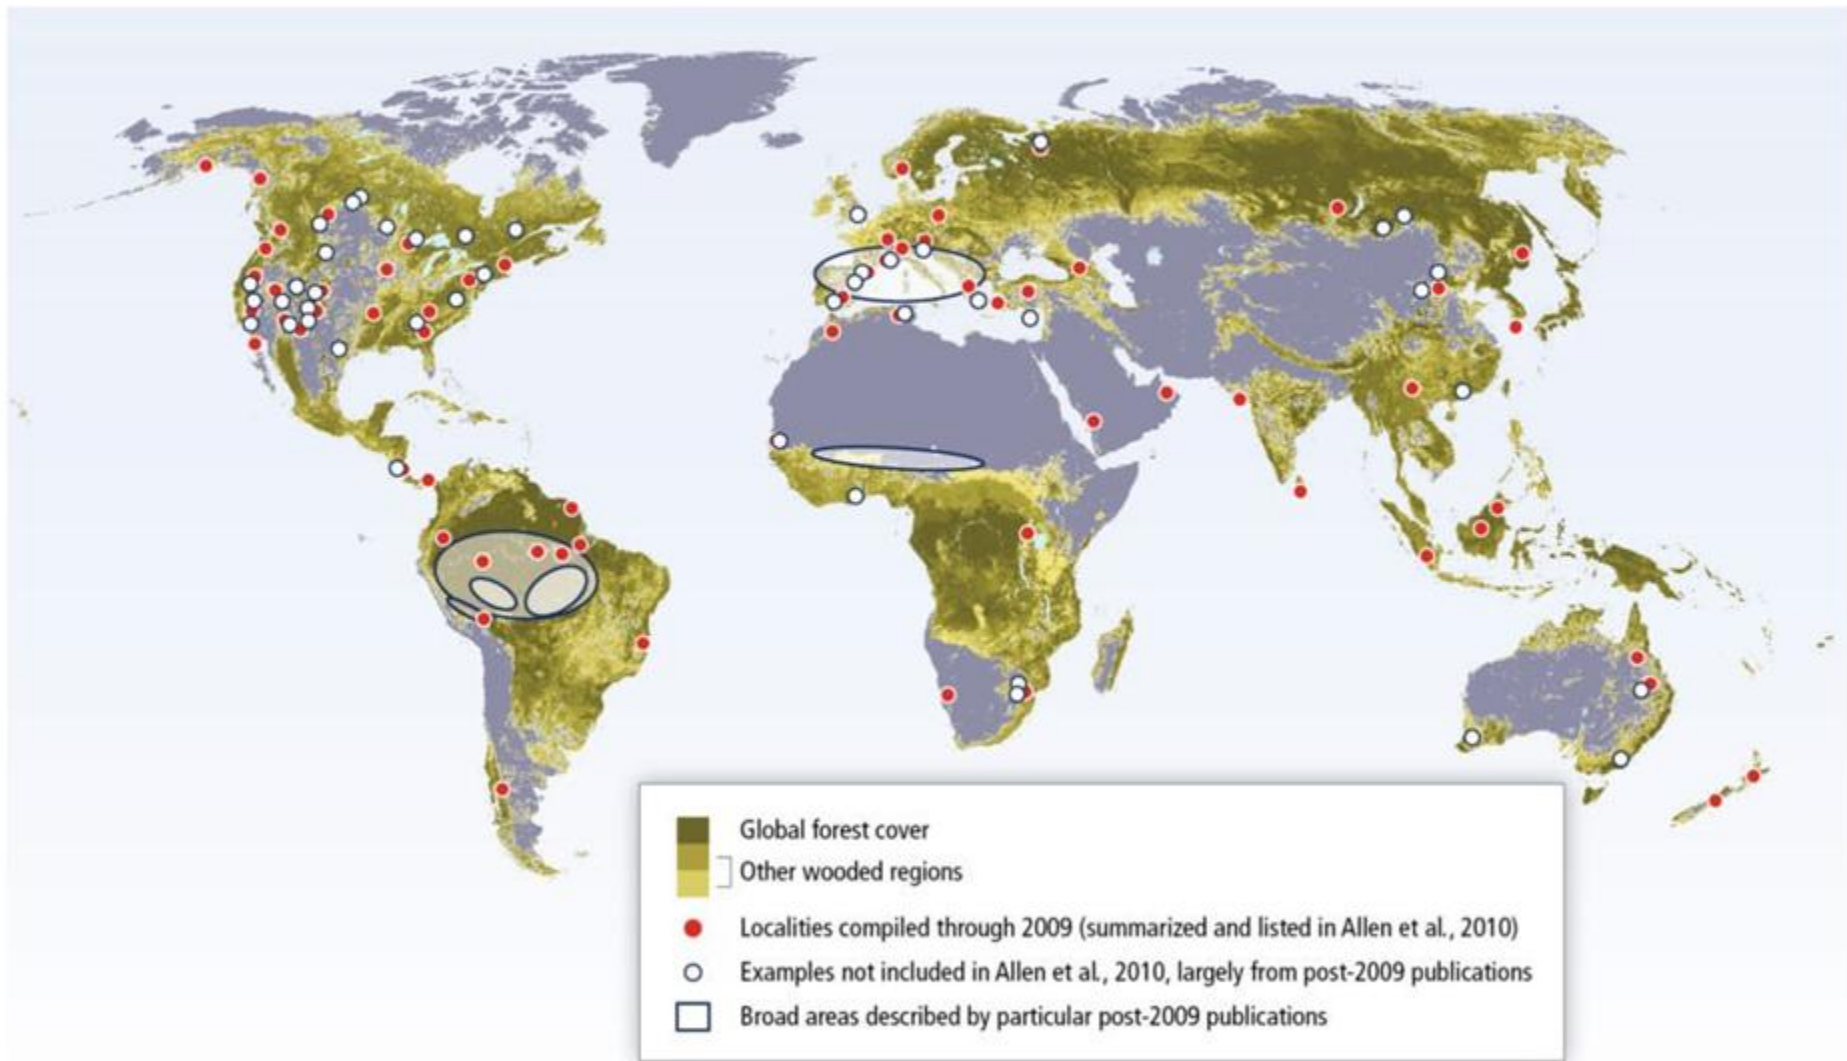 Global forest cover
Other wooded regions
Localities compiled through 2009 (summarized and listed in Allen et al., 2010)
Examples not included in Allen et al., 2010, largely from post-2009 publications
Broad areas described by particular post-2009 publications